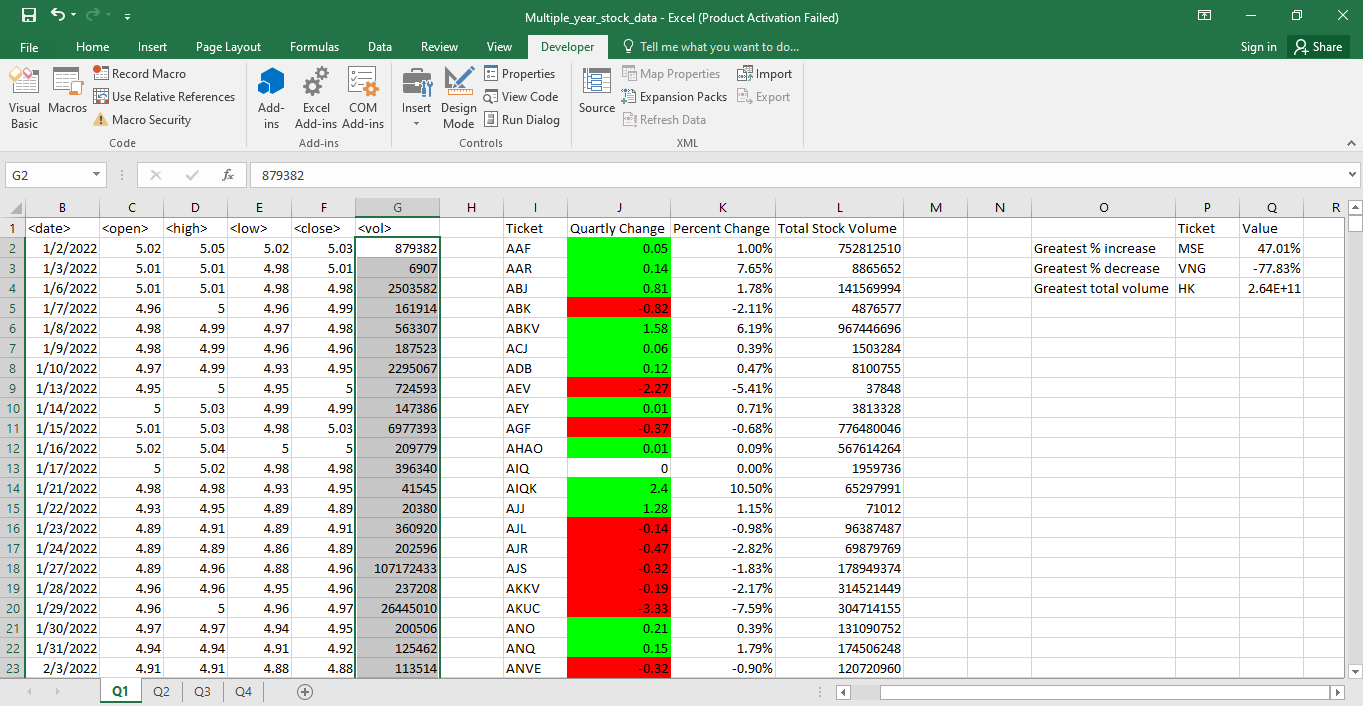 Multiple_year_stock_data - Excel (Product Activation Failed)
File Home Insert Page Layout Formulas Data Review View Developer Tell me what you want to do... Sign in Share
Visual Basic
Macros
Record Macro
Use Relative References
Macro Security
Code
Add-ins
Excel Add-ins
COM Add-ins
Add-ins
Insert
Design Mode
Properties
View Code
Run Dialog
Controls
Source
Map Properties
Expansion Packs
Refresh Data
Import
Export
XML
G2 fx 879382
B C D E F G H I J K L M N O P Q R
1 <date> <open> <high> <low> <close> <vol> Ticket Quartly Change Percent Change Total Stock Volume Ticket Value
2 1/2/2022 5.02 5.05 5.02 5.03 879382 AAF 0.05 1.00% 752812510 Greatest % increase MSE 47.01%
3 1/3/2022 5.01 5.01 4.98 5.01 6907 AAR 0.14 7.65% 8865652 Greatest % decrease VNG -77.83%
4 1/6/2022 5.01 5.01 4.98 4.98 2503582 ABJ 0.81 1.78% 141569994 Greatest total volume HK 2.64E+11
5 1/7/2022 4.96 5 4.96 4.99 161914 ABK -0.82 -2.11% 4876577
6 1/8/2022 4.98 4.99 4.97 4.98 563307 ABKV 1.58 6.19% 967446696
7 1/9/2022 4.98 4.99 4.96 4.96 187523 ACJ 0.06 0.39% 1503284
8 1/10/2022 4.97 4.99 4.93 4.95 2295067 ADB 0.12 0.47% 8100755
9 1/13/2022 4.95 5 4.95 5 724593 AEV -2.27 -5.41% 37848
10 1/14/2022 5 5.03 4.99 4.99 147386 AEY 0.01 0.71% 3813328
11 1/15/2022 5.01 5.03 4.98 5.03 6977393 AGF -0.37 -0.68% 776480046
12 1/16/2022 5.02 5.04 5 5 209779 AHAO 0.01 0.09% 567614264
13 1/17/2022 5 5.02 4.98 4.98 396340 AIQ 0 0.00% 1959736
14 1/21/2022 4.98 4.98 4.93 4.95 41545 AIQK 2.4 10.50% 65297991
15 1/22/2022 4.93 4.95 4.89 4.89 20380 AJJ 1.28 1.15% 71012
16 1/23/2022 4.89 4.91 4.89 4.91 360920 AJL -0.14 -0.98% 96387487
17 1/24/2022 4.89 4.89 4.86 4.89 202596 AJR -0.47 -2.82% 69879769
18 1/27/2022 4.89 4.96 4.88 4.96 107172433 AJS -0.32 -1.83% 178949374
19 1/28/2022 4.96 4.96 4.95 4.96 237208 AKKV -0.19 -2.17% 314521449
20 1/29/2022 4.96 5 4.96 4.97 26445010 AKUC -3.33 -7.59% 304714155
21 1/30/2022 4.97 4.97 4.94 4.95 200506 ANO 0.21 0.39% 131090752
22 1/31/2022 4.94 4.94 4.91 4.92 125462 ANQ 0.15 1.79% 174506248
23 2/3/2022 4.91 4.91 4.88 4.88 113514 ANVE -0.32 -0.90% 120720960
Q1 Q2 Q3 Q4